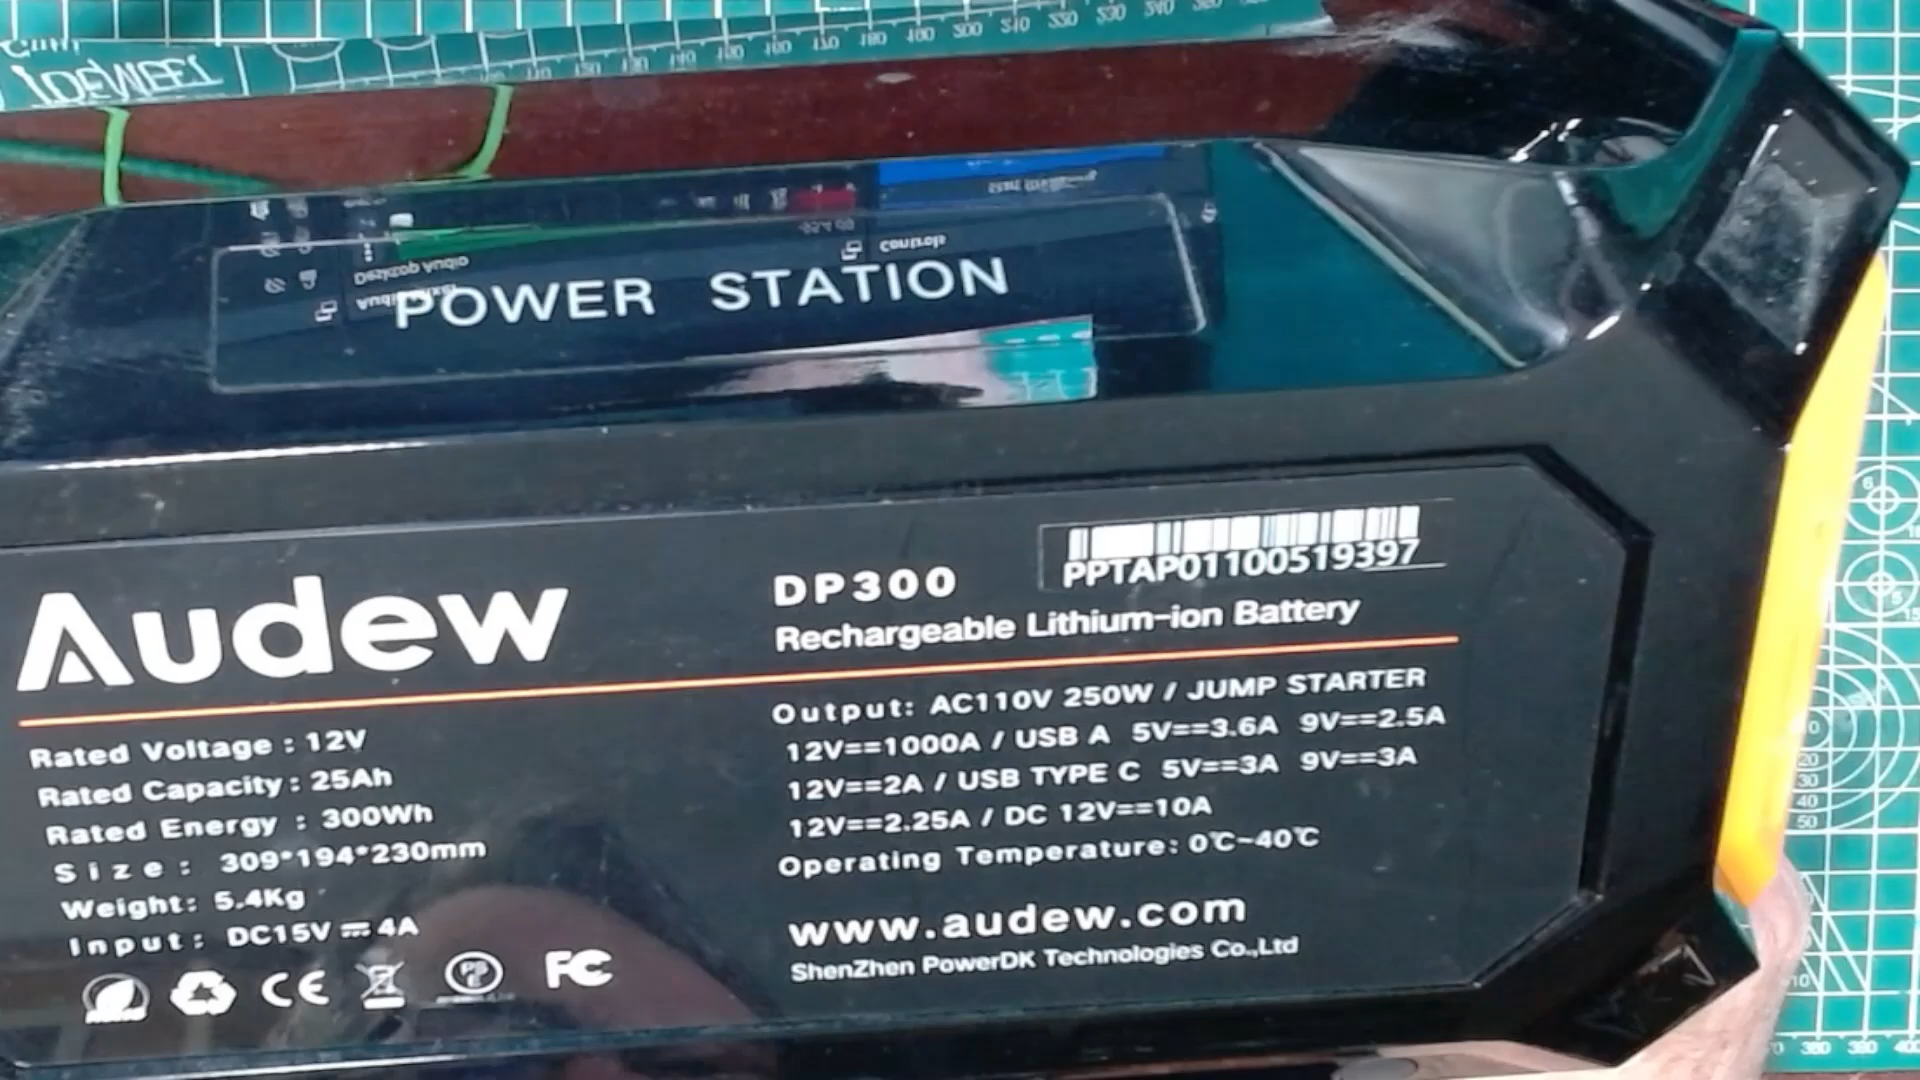 POWER STATION
Desktop Audio
Controls
Audew
DP300
PPTAP01100519397
Rechargeable Lithium-ion Battery
Rated Voltage : 12V
Rated Capacity : 25Ah
Rated Energy : 300Wh
Size : 309*194*230mm
Weight: 5.4Kg
Input : DC15V ⎓ 4A
Output: AC110V 250W / JUMP STARTER
12V==1000A / USB A 5V==3.6A 9V==2.5A
12V==2A / USB TYPE C 5V==3A 9V==3A
12V==2.25A / DC 12V==10A
Operating Temperature: 0℃~40℃
www.audew.com
ShenZhen PowerDK Technologies Co.,Ltd
CE
FC